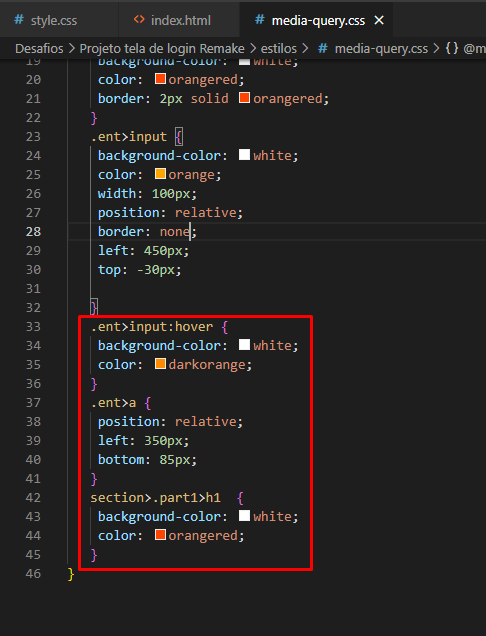 # style.css <> index.html # media-query.css ×
Desafios > Projeto tela de login Remake > estilos > # media-query.css > {} @m
19 background-color: white;
20 color: orangered;
21 border: 2px solid orangered;
22 }
23 .ent>input {
24 background-color: white;
25 color: orange;
26 width: 100px;
27 position: relative;
28 border: none;
29 left: 450px;
30 top: -30px;
31
32 }
33 .ent>input:hover {
34 background-color: white;
35 color: darkorange;
36 }
37 .ent>a {
38 position: relative;
39 left: 350px;
40 bottom: 85px;
41 }
42 section>.part1>h1 {
43 background-color: white;
44 color: orangered;
45 }
46 }